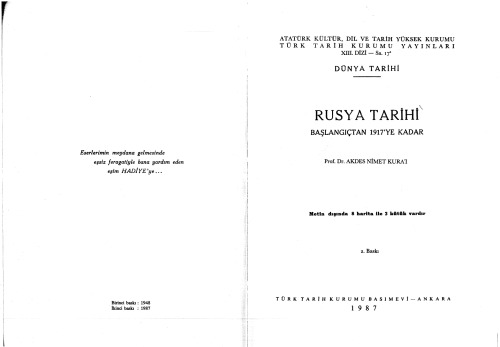 Eserlerimin meydana gelmesinde
eşsiz feragatiyle bana yardım eden
eşim HADİYE'ye ...
Birinci baskı : 1948
İkinci baskı : 1987
ATATÜRK KÜLTÜR, DİL VE TARİH YÜKSEK KURUMU
TÜRK TARİH KURUMU YAYINLARI
XIII. DİZİ — Sa. 17ª
DÜNYA TARİHİ
RUSYA TARİHİ
BAŞLANGIÇTAN 1917'YE KADAR
Prof. Dr. AKDES NİMET KURAT
Metin dışında 8 harita ile 2 kütük vardır
2. Baskı
TÜRK TARİH KURUMU BASIMEVİ — ANKARA
1987